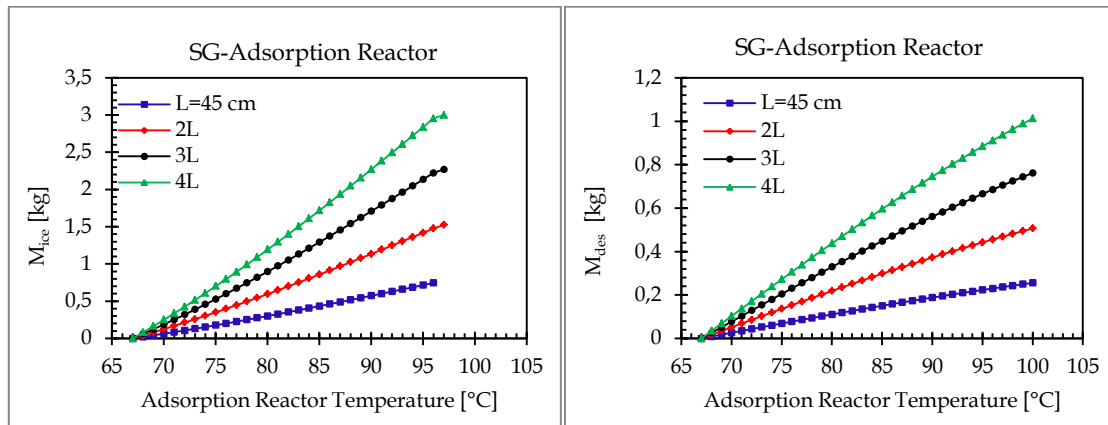 SG-Adsorption Reactor
M_ice [kg]
3,5
3
2,5
2
1,5
1
0,5
0
L=45 cm
2L
3L
4L
65 70 75 80 85 90 95 100 105
Adsorption Reactor Temperature [°C]
SG-Adsorption Reactor
M_des [kg]
1,2
1
0,8
0,6
0,4
0,2
0
L=45 cm
2L
3L
4L
65 70 75 80 85 90 95 100 105
Adsorption Reactor Temperature [°C]